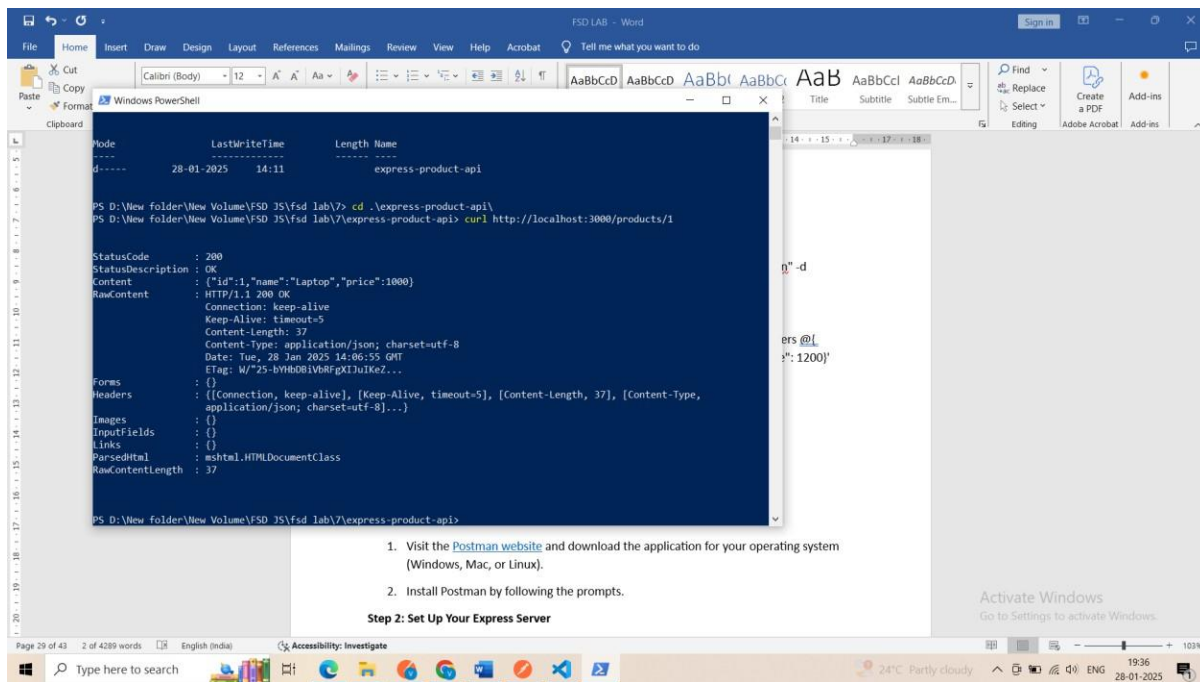 FSD LAB - Word
Sign in
File Home Insert Draw Design Layout References Mailings Review View Help Acrobat Tell me what you want to do
Cut
Copy
Format
Paste
Clipboard
Calibri (Body) 12
AaBbCcD AaBbCcD AaBb( AaBbCc AaB AaBbCcl AaBbCcD
Title Subtitle Subtle Em...
Find
Replace
Select
Editing
Create a PDF
Adobe Acrobat
Add-ins
Add-ins
Windows PowerShell
Mode LastWriteTime Length Name
---- ------------- ------ ----
d----- 28-01-2025 14:11 express-product-api
PS D:\New folder\New Volume\FSD JS\fsd lab\7> cd .\express-product-api\
PS D:\New folder\New Volume\FSD JS\fsd lab\7\express-product-api> curl http://localhost:3000/products/1
StatusCode : 200
StatusDescription : OK
Content : {"id":1,"name":"Laptop","price":1000}
RawContent : HTTP/1.1 200 OK
Connection: keep-alive
Keep-Alive: timeout=5
Content-Length: 37
Content-Type: application/json; charset=utf-8
Date: Tue, 28 Jan 2025 14:06:55 GMT
Forms : {}
Headers : {[Connection, keep-alive], [Keep-Alive, timeout=5], [Content-Length, 37], [Content-Type,
application/json; charset=utf-8]...}
Images : {}
InputFields : {}
Links : {}
ParsedHtml : mshtml.HTMLDocumentClass
RawContentLength : 37
PS D:\New folder\New Volume\FSD JS\fsd lab\7\express-product-api>
n" -d
ers @{
e": 1200}'
1. Visit the Postman website and download the application for your operating system
(Windows, Mac, or Linux).
2. Install Postman by following the prompts.
Step 2: Set Up Your Express Server
Activate Windows
Go to Settings to activate Windows.
Page 29 of 43 2 of 4289 words English (India) Accessibility: Investigate 103%
Type here to search
24°C Partly cloudy ENG
19:36
28-01-2025